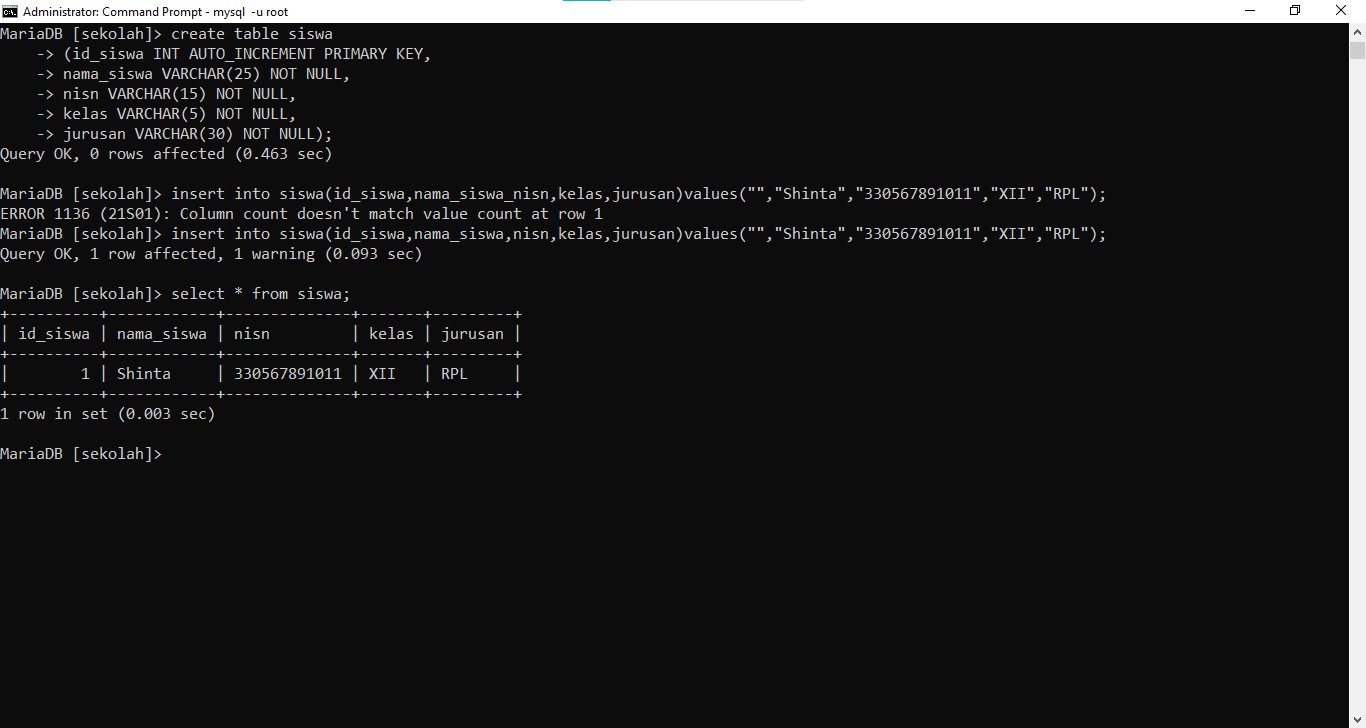 Administrator: Command Prompt - mysql  -u root
MariaDB [sekolah]> create table siswa
    -> (id_siswa INT AUTO_INCREMENT PRIMARY KEY,
    -> nama_siswa VARCHAR(25) NOT NULL,
    -> nisn VARCHAR(15) NOT NULL,
    -> kelas VARCHAR(5) NOT NULL,
    -> jurusan VARCHAR(30) NOT NULL);
Query OK, 0 rows affected (0.463 sec)

MariaDB [sekolah]> insert into siswa(id_siswa,nama_siswa_nisn,kelas,jurusan)values("","Shinta","330567891011","XII","RPL");
ERROR 1136 (21S01): Column count doesn't match value count at row 1
MariaDB [sekolah]> insert into siswa(id_siswa,nama_siswa,nisn,kelas,jurusan)values("","Shinta","330567891011","XII","RPL");
Query OK, 1 row affected, 1 warning (0.093 sec)

MariaDB [sekolah]> select * from siswa;
+----------+------------+--------------+-------+---------+
| id_siswa | nama_siswa | nisn         | kelas | jurusan |
+----------+------------+--------------+-------+---------+
|        1 | Shinta     | 330567891011 | XII   | RPL     |
+----------+------------+--------------+-------+---------+
1 row in set (0.003 sec)

MariaDB [sekolah]>